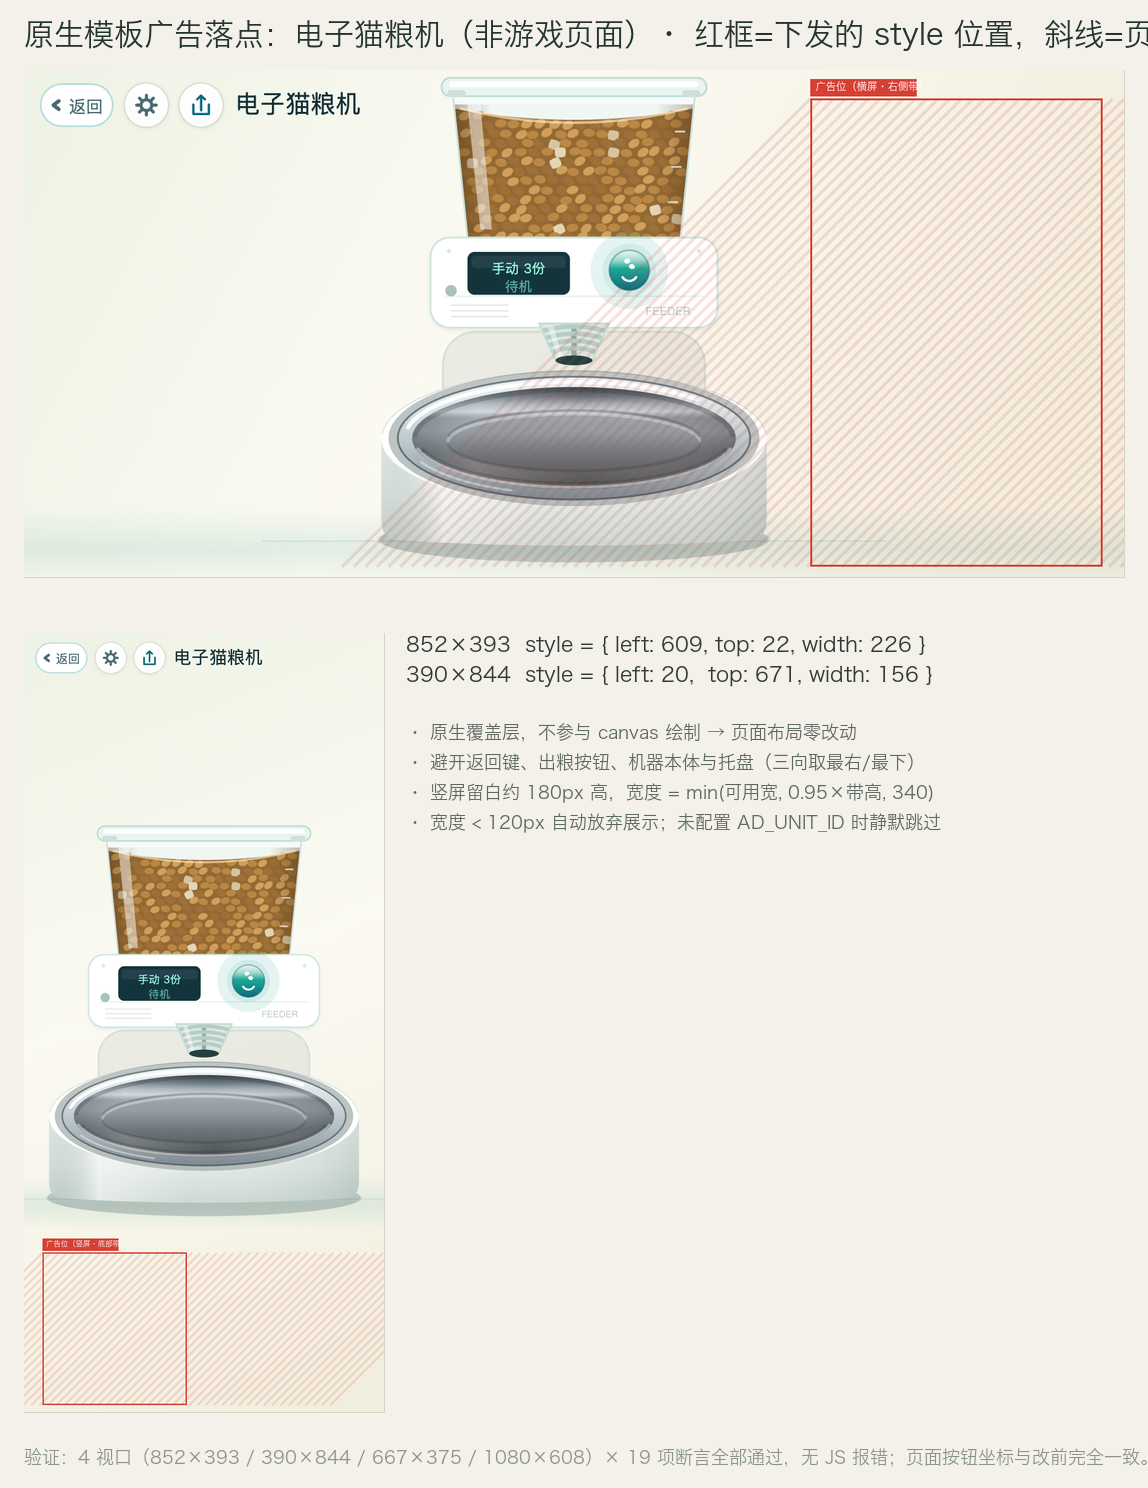 原生模板广告落点：电子猫粮机（非游戏页面）· 红框=下发的 style 位置，斜线=页
返回
电子猫粮机
广告位（横屏·右侧带
手动 3份
待机
FEEDER
返回
电子猫粮机
手动 3份
待机
FEEDER
广告位（竖屏·底部带
852×393 style = { left: 609, top: 22, width: 226 }
390×844 style = { left: 20, top: 671, width: 156 }
· 原生覆盖层，不参与 canvas 绘制 → 页面布局零改动
· 避开返回键、出粮按钮、机器本体与托盘（三向取最右/最下）
· 竖屏留白约 180px 高，宽度 = min(可用宽, 0.95×带高, 340)
· 宽度 < 120px 自动放弃展示；未配置 AD_UNIT_ID 时静默跳过
验证：4 视口（852×393 / 390×844 / 667×375 / 1080×608）× 19 项断言全部通过，无 JS 报错；页面按钮坐标与改前完全一致。